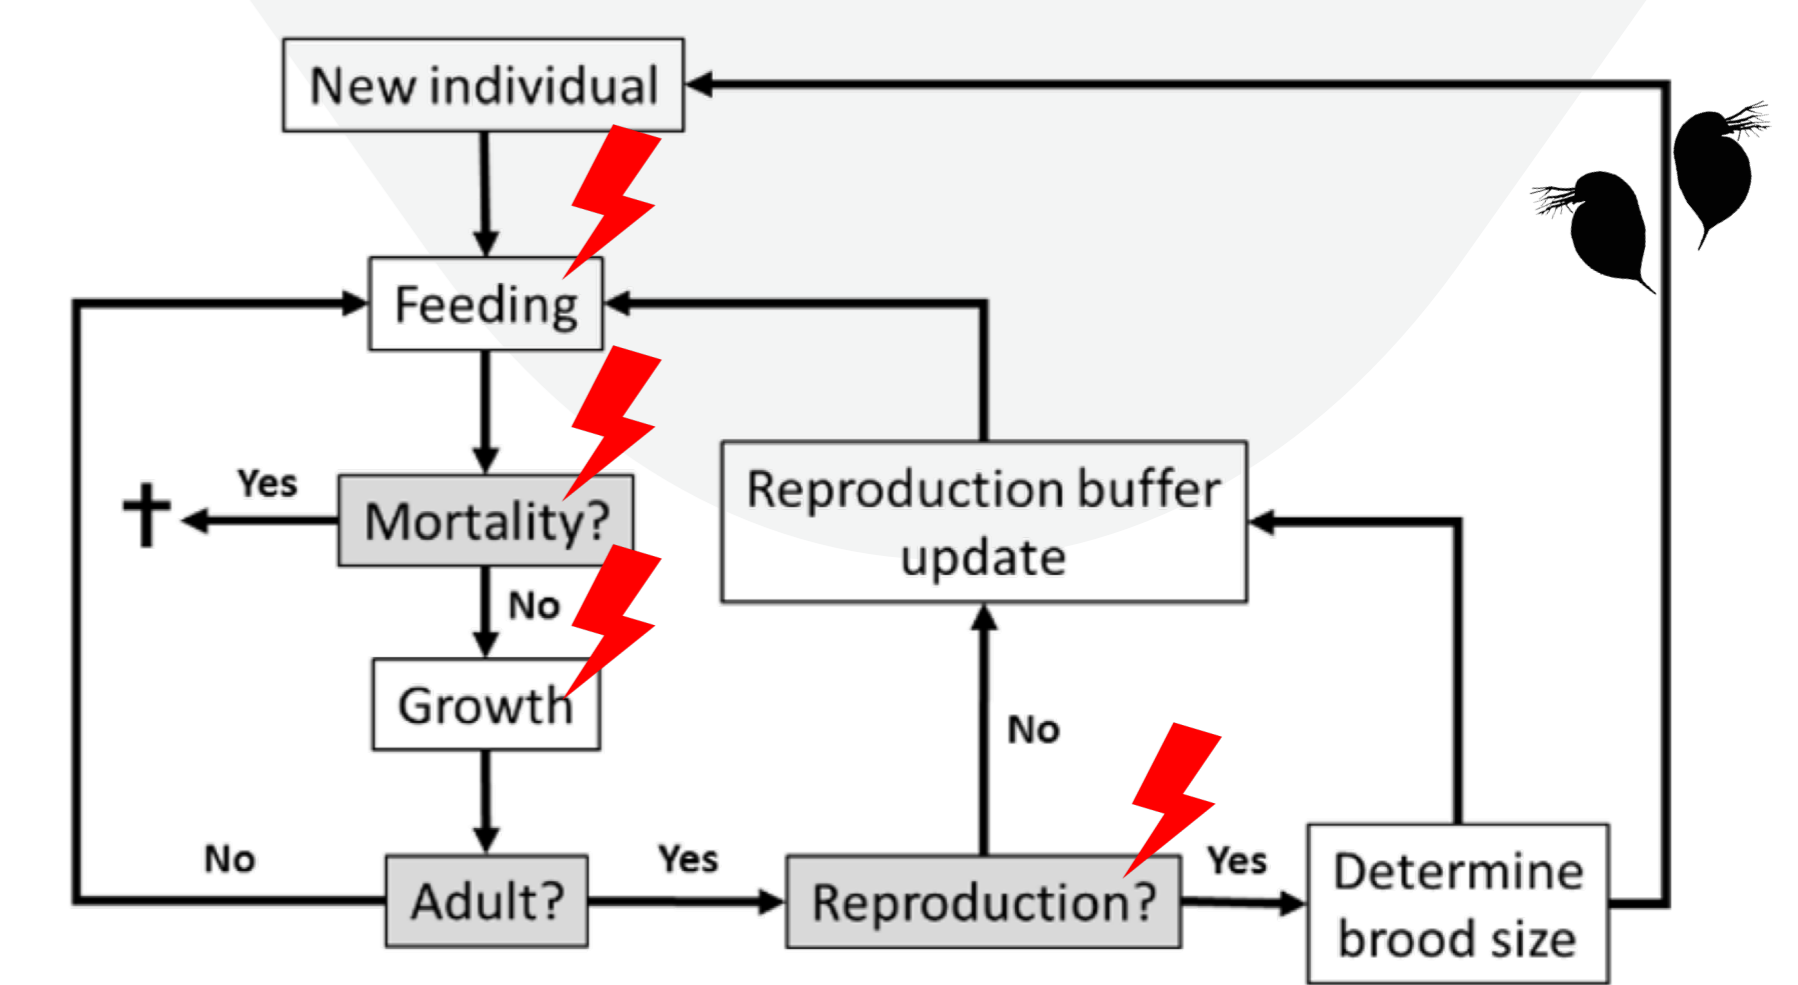 New individual
Feeding
Yes
Mortality?
No
Growth
No
Adult?
Yes
Reproduction buffer
update
No
Reproduction?
Yes
Determine
brood size